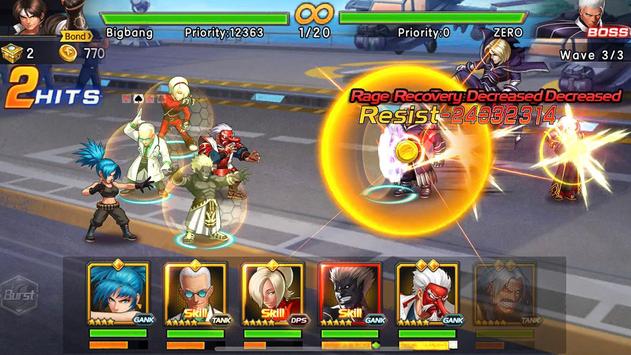 Bond
Bigbang
Priority:12363
1/20
Priority:0
ZERO
BOSS
2
770
Wave 3/3
2HITS
Rage Recovery:Decreased Decreased
Resist
Burst
GANK
Skill
TANK
Skill
DPS
Skill
GANK
GANK
TANK